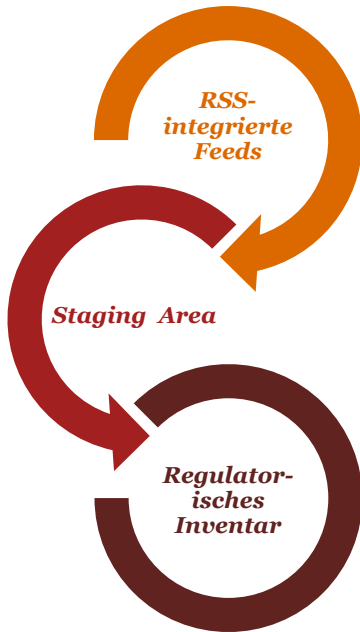 RSS-
integrierte
Feeds
Staging Area
Regulator-
isches
Inventar